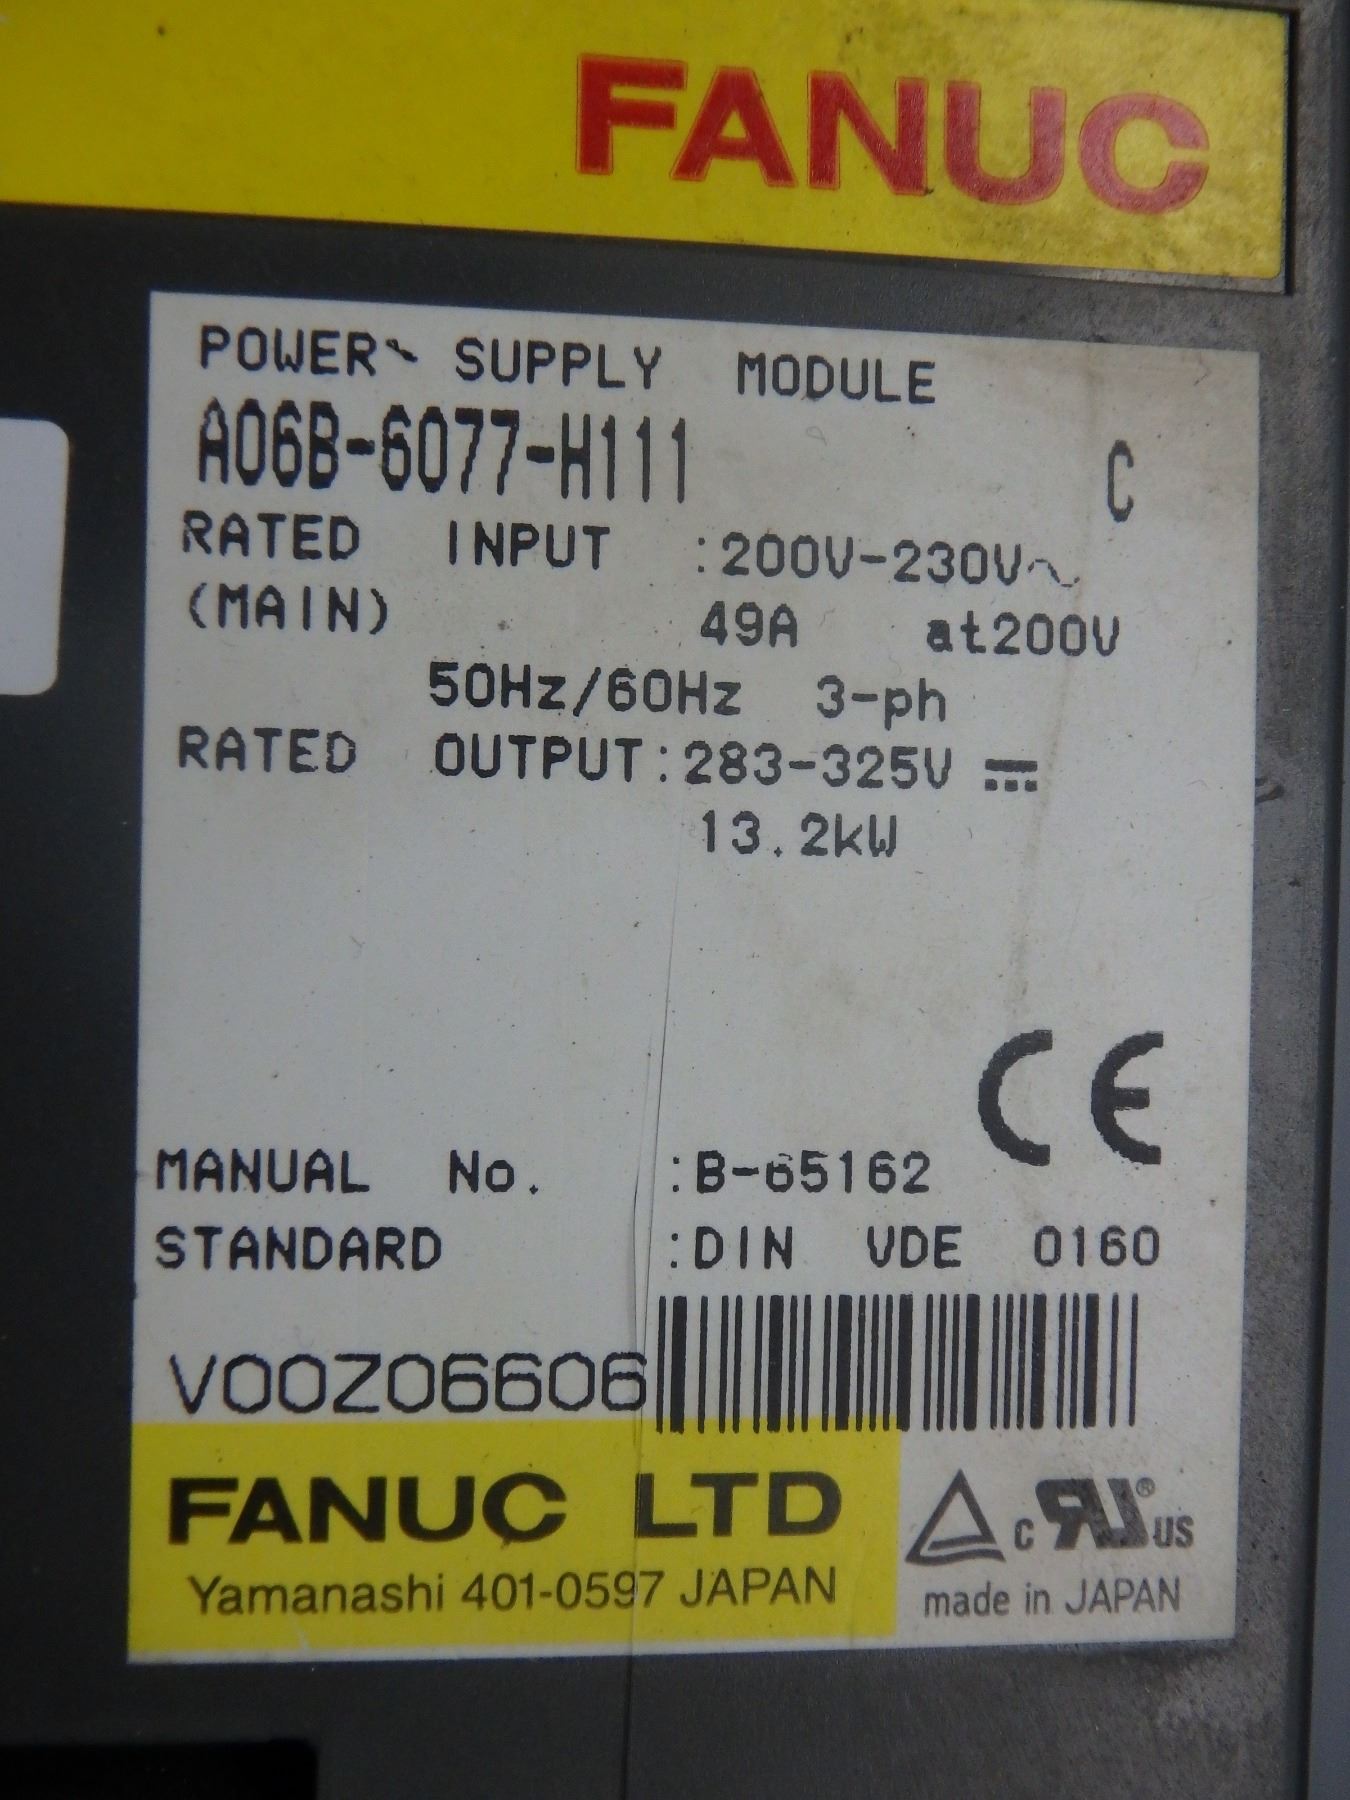 FANUC
POWER SUPPLY MODULE
A06B-6077-H111 C
RATED INPUT :200V-230V~
(MAIN) 49A at200V
50Hz/60Hz 3-ph
RATED OUTPUT:283-325V ⎓
13.2kW
CE
MANUAL No. :B-65162
STANDARD :DIN VDE 0160
V00Z06606
FANUC LTD
Yamanashi 401-0597 JAPAN
c RU ® US
made in JAPAN